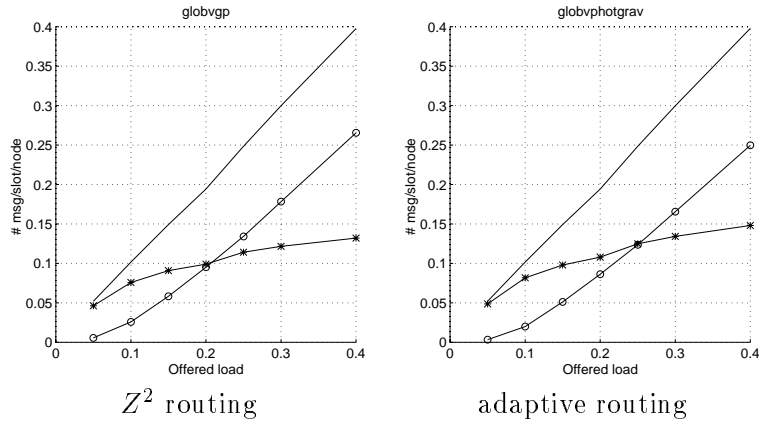 globvgp
0.4
0.35
0.3
0.25
0.2
0.15
0.1
0.05
0
# msg/slot/node
0 0.1 0.2 0.3 0.4
Offered load
Z² routing
globvphotgrav
0.4
0.35
0.3
0.25
0.2
0.15
0.1
0.05
0
# msg/slot/node
0 0.1 0.2 0.3 0.4
Offered load
adaptive routing